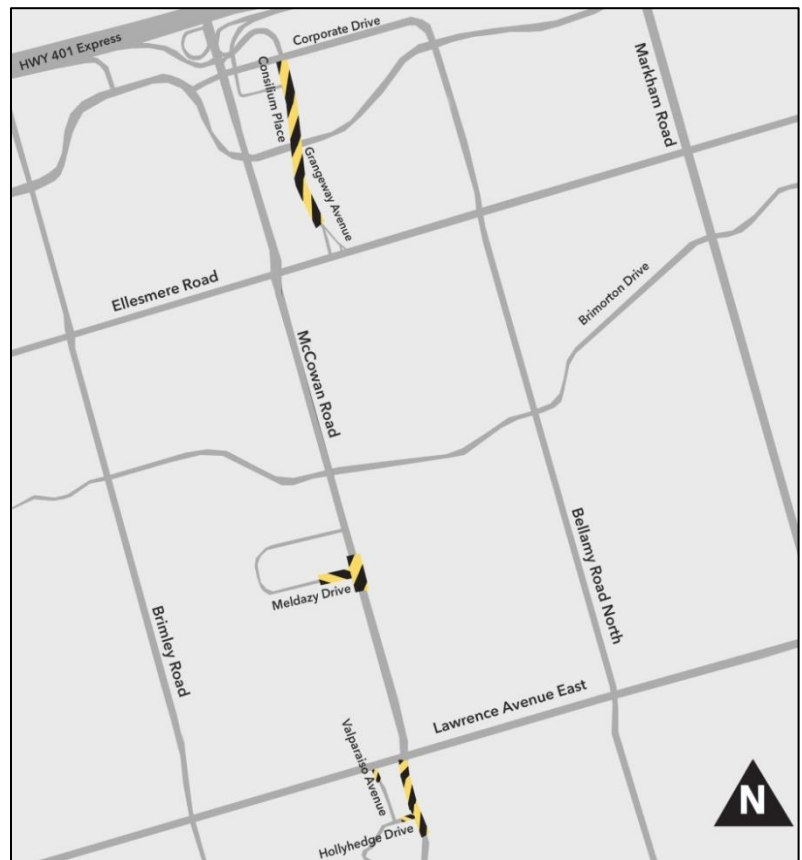 HWY 401 Express
Corporate Drive
Consilium Place
Markham Road
Grangeway Avenue
Ellesmere Road
Brimorton Drive
McCowan Road
Bellamy Road North
Meldazy Drive
Brimley Road
Lawrence Avenue East
Valparaiso Avenue
Hollyhedge Drive
N